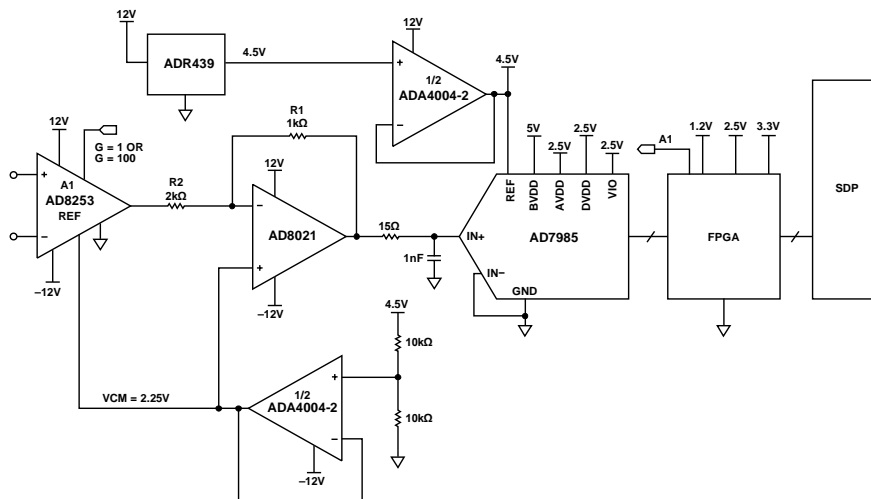 12V
ADR439
4.5V
12V
1/2
ADA4004-2
+
−
4.5V
R1
1kΩ
12V
G = 1 OR
G = 100
+
−
A1
AD8253
REF
−12V
R2
2kΩ
12V
−
+
AD8021
−12V
15Ω
1nF
5V
2.5V
2.5V
2.5V
REF
BVDD
AVDD
DVDD
VIO
IN+
AD7985
IN−
GND
A1
1.2V
2.5V
3.3V
FPGA
SDP
4.5V
10kΩ
10kΩ
VCM = 2.25V
1/2
ADA4004-2
+
−
−12V